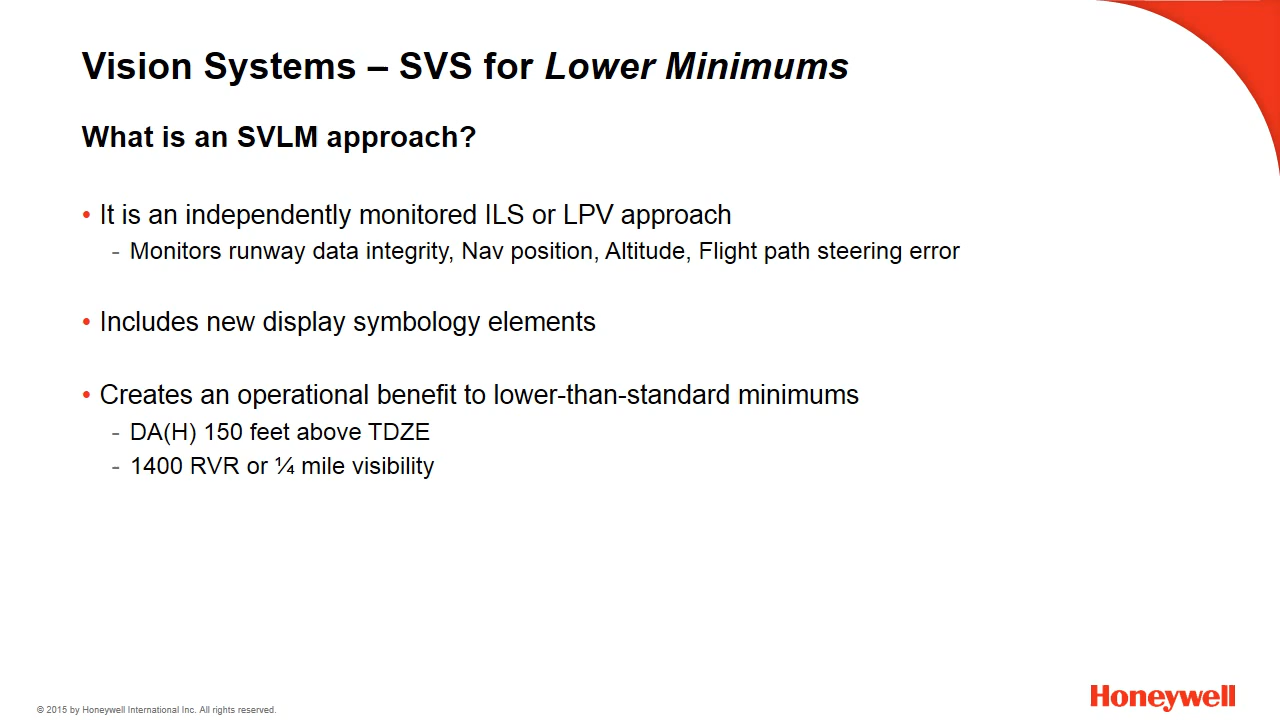 Vision Systems – SVS for Lower Minimums
What is an SVLM approach?
• It is an independently monitored ILS or LPV approach
- Monitors runway data integrity, Nav position, Altitude, Flight path steering error
• Includes new display symbology elements
• Creates an operational benefit to lower-than-standard minimums
- DA(H) 150 feet above TDZE
- 1400 RVR or ¼ mile visibility
© 2015 by Honeywell International Inc. All rights reserved.
Honeywell